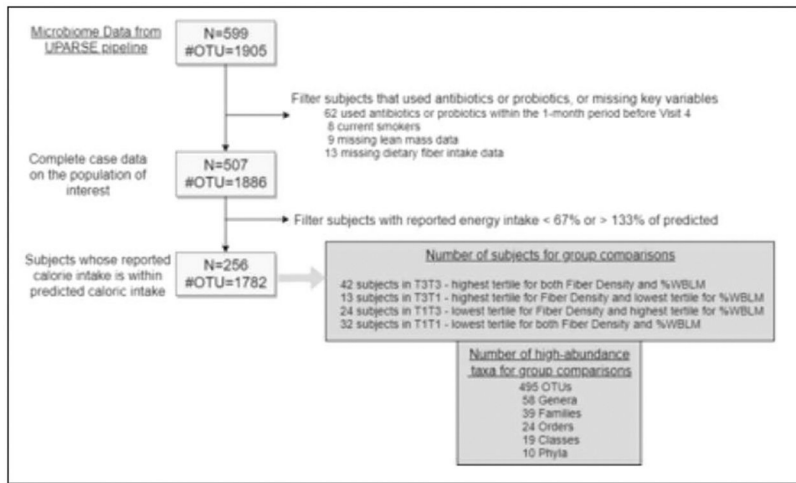 Microbiome Data from
UPARSE pipeline
N=599
#OTU=1905
Filter subjects that used antibiotics or probiotics, or missing key variables
62 used antibiotics or probiotics within the 1-month period before Visit 4
8 current smokers
9 missing lean mass data
13 missing dietary fiber intake data
Complete case data
on the population of
interest
N=507
#OTU=1886
Filter subjects with reported energy intake < 67% or > 133% of predicted
Subjects whose reported
calorie intake is within
predicted caloric intake
N=256
#OTU=1782
Number of subjects for group comparisons
42 subjects in T3T3 - highest tertile for both Fiber Density and %WBLM
13 subjects in T3T1 - highest tertile for Fiber Density and lowest tertile for %WBLM
24 subjects in T1T3 - lowest tertile for Fiber Density and highest tertile for %WBLM
32 subjects in T1T1 - lowest tertile for both Fiber Density and %WBLM
Number of high-abundance
taxa for group comparisons
495 OTUs
58 Genera
39 Families
24 Orders
19 Classes
10 Phyla